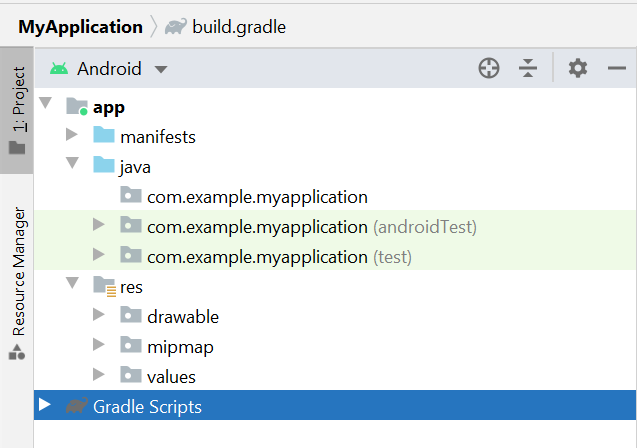 MyApplication build.gradle
1: Project
Android
app
manifests
java
com.example.myapplication
com.example.myapplication (androidTest)
com.example.myapplication (test)
res
drawable
mipmap
values
Gradle Scripts
Resource Manager